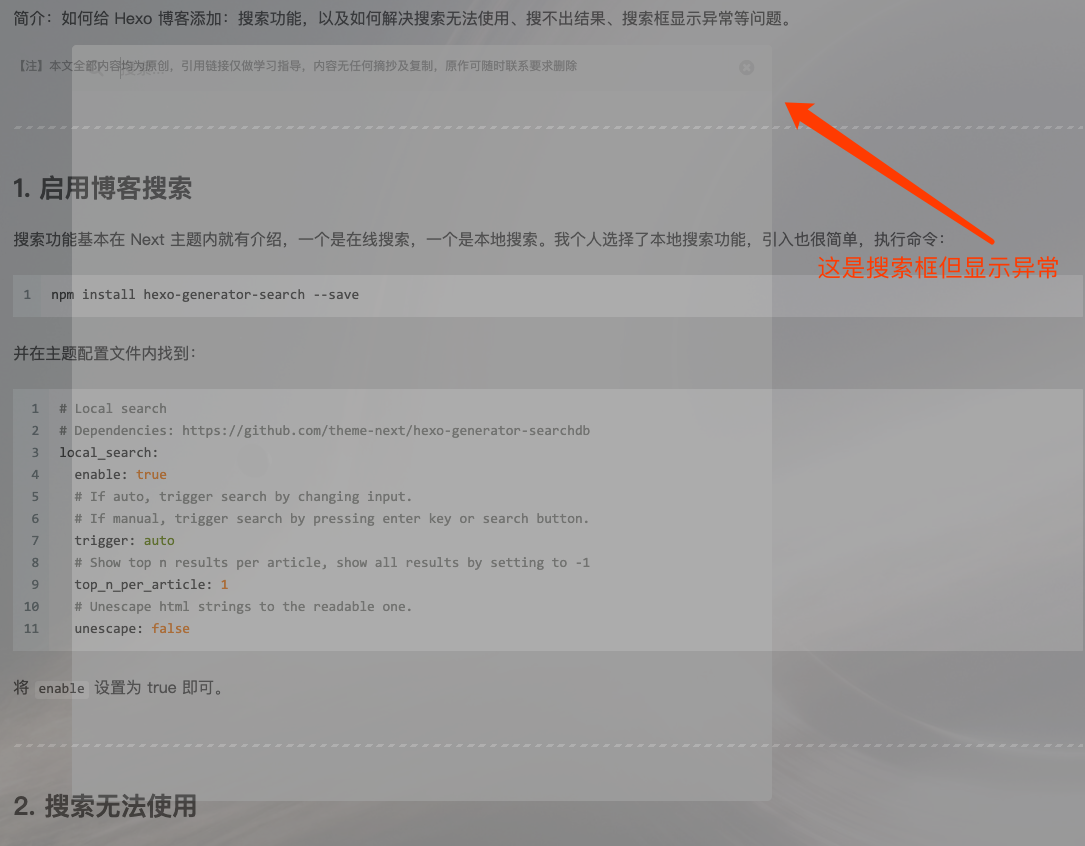 简介：如何给 Hexo 博客添加：搜索功能，以及如何解决搜索无法使用、搜不出结果、搜索框显示异常等问题。
【注】本文全部内容均为原创，引用链接仅做学习指导，内容无任何摘抄及复制，原作可随时联系要求删除
搜索...
1. 启用博客搜索
搜索功能基本在 Next 主题内就有介绍，一个是在线搜索，一个是本地搜索。我个人选择了本地搜索功能，引入也很简单，执行命令：
这是搜索框但显示异常
1 npm install hexo-generator-search --save
并在主题配置文件内找到：
1 # Local search
2 # Dependencies: https://github.com/theme-next/hexo-generator-searchdb
3 local_search:
4 enable: true
5 # If auto, trigger search by changing input.
6 # If manual, trigger search by pressing enter key or search button.
7 trigger: auto
8 # Show top n results per article, show all results by setting to -1
9 top_n_per_article: 1
10 # Unescape html strings to the readable one.
11 unescape: false
将 enable 设置为 true 即可。
2. 搜索无法使用